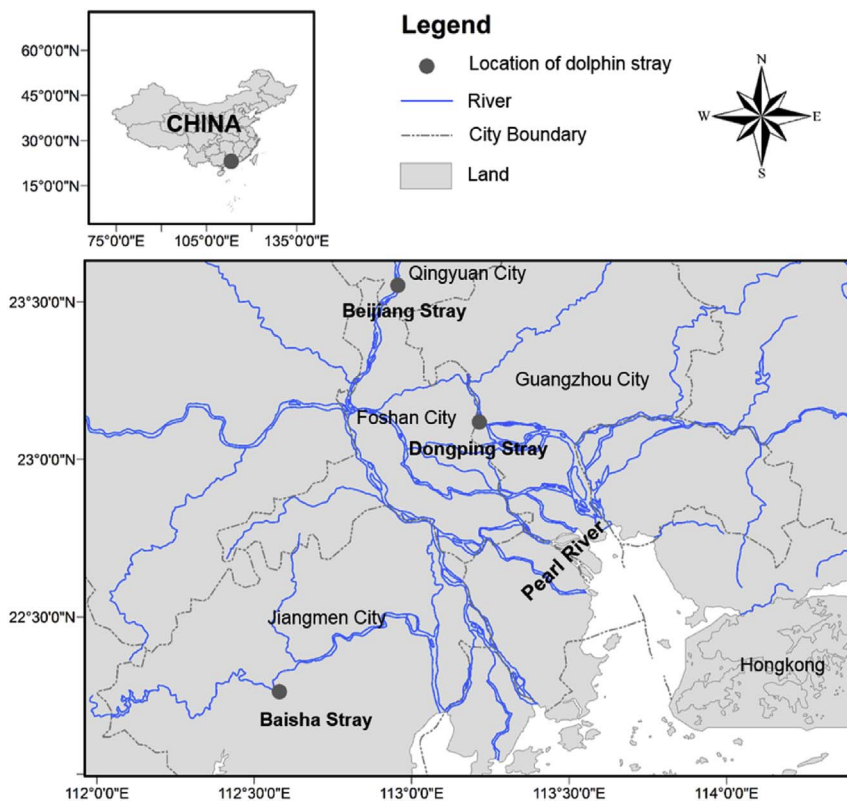 60°0'0"N
45°0'0"N
30°0'0"N
15°0'0"N
CHINA
75°0'0"E 105°0'0"E 135°0'0"E
Legend
Location of dolphin stray
River
City Boundary
Land
N
W E
S
23°30'0"N
23°0'0"N
22°30'0"N
Qingyuan City
Beijiang Stray
Guangzhou City
Foshan City
Dongping Stray
Pearl River
Jiangmen City
Hongkong
Baisha Stray
112°0'0"E 112°30'0"E 113°0'0"E 113°30'0"E 114°0'0"E